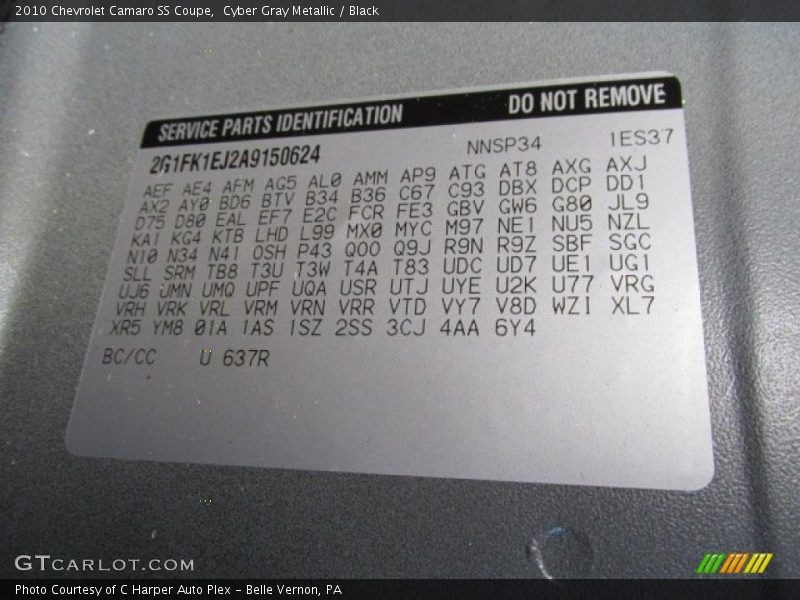 2010 Chevrolet Camaro SS Coupe, Cyber Gray Metallic / Black
SERVICE PARTS IDENTIFICATION DO NOT REMOVE
2G1FK1EJ2A9150624 NNSP34 1ES37
AEF AE4 AFM AG5 AL0 AMM AP9 ATG AT8 AXG AXJ
AX2 AY0 BD6 BTV B34 B36 C67 C93 DBX DCP DD1
D75 D80 EAL EF7 E2C FCR FE3 GBV GW6 G80 JL9
KA1 KG4 KTB LHD L99 MX0 MYC M97 NE1 NU5 NZL
N10 N34 N41 OSH P43 QOO Q9J R9N R9Z SBF SGC
SLL SRM TB8 T3U T3W T4A T83 UDC UD7 UE1 UG1
UJ6 UMN UMQ UPF UQA USR UTJ UYE U2K U77 VRG
VRH VRK VRL VRM VRN VRR VTD VY7 V8D WZ1 XL7
XR5 YM8 01A 1AS 1SZ 2SS 3CJ 4AA 6Y4
BC/CC U 637R
GTCARLOT.COM
Photo Courtesy of C Harper Auto Plex – Belle Vernon, PA